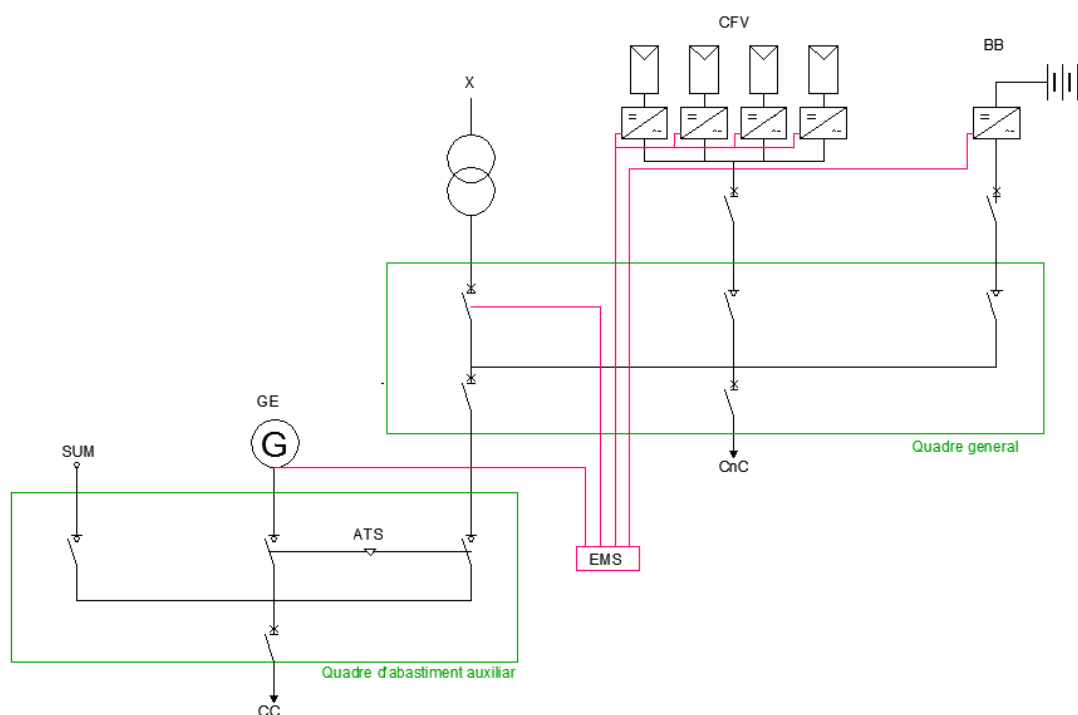 CFV
BB
X
GE
G
SUM
Quadre general
CnC
ATS
EMS
Quadre d'abastiment auxiliar
CC